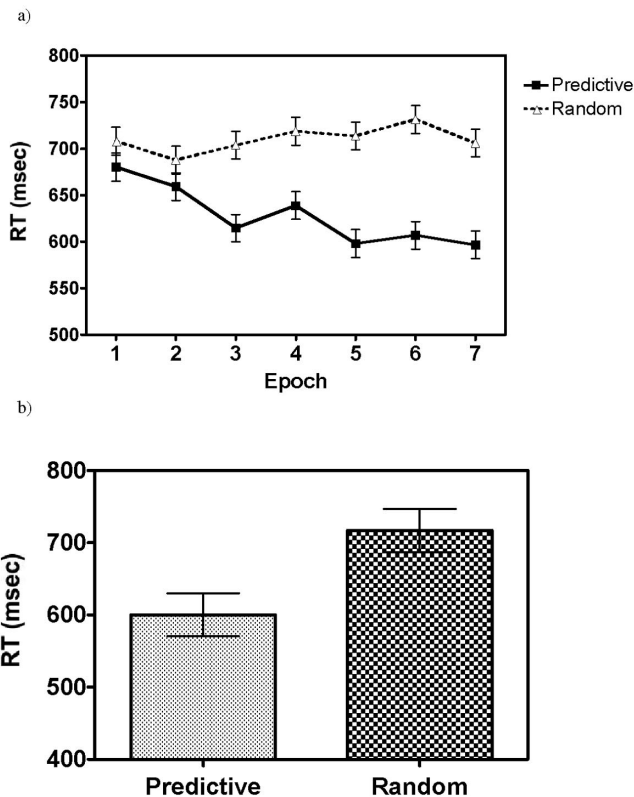 a)
800
750
700
650
600
550
500
RT (msec)
Predictive
Random
1 2 3 4 5 6 7
Epoch
b)
800
700
600
500
400
RT (msec)
Predictive Random